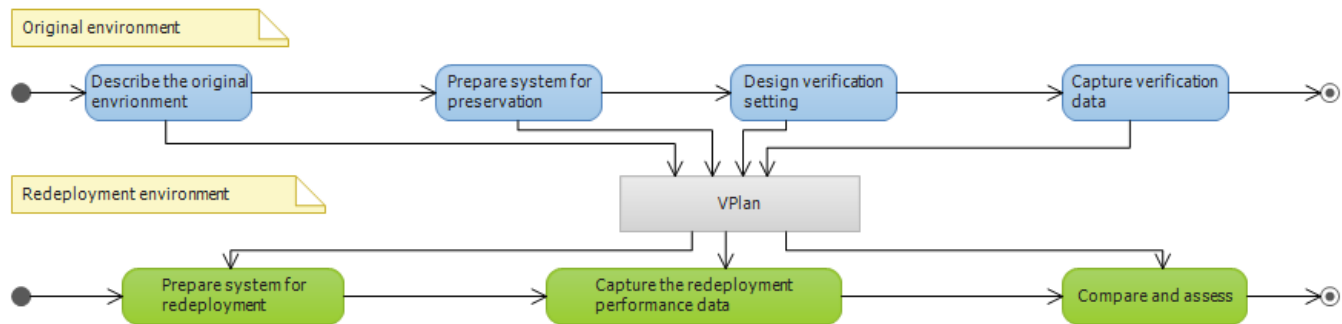 Original environment
Describe the original
envrionment
Prepare system for
preservation
Design verification
setting
Capture verification
data
Redeployment environment
VPlan
Prepare system for
redeployment
Capture the redeployment
performance data
Compare and assess